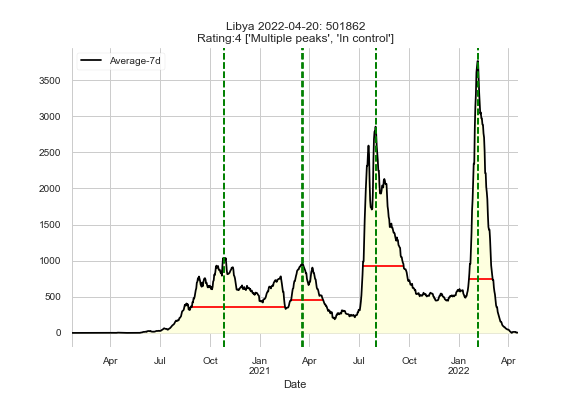 Libya 2022-04-20: 501862
Rating:4 ['Multiple peaks', 'In control']
Average-7d
3500
3000
2500
2000
1500
1000
500
0
Apr Jul Oct Jan Apr Jul Oct Jan Apr
2021 2022
Date